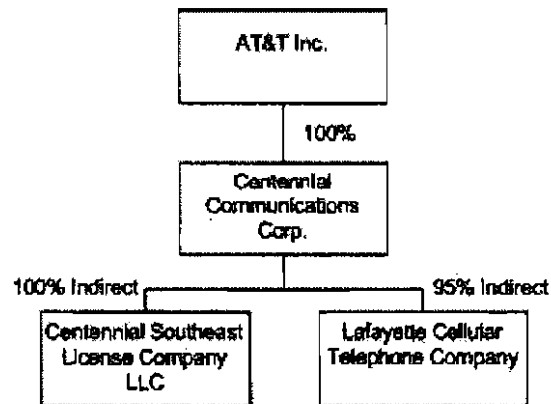 AT&T Inc.
100%
Centennial
Communications
Corp.
100% Indirect
95% Indirect
Centennial Southeast
License Company
LLC
Lafayette Cellular
Telephone Company